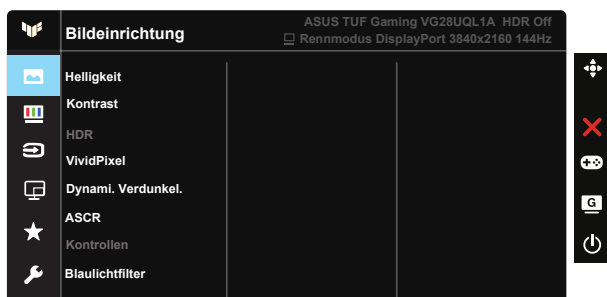 ASUS TUF Gaming VG28UQL1A HDR Off
Bildeinrichtung
Rennmodus DisplayPort 3840x2160 144Hz
Helligkeit
Kontrast
HDR
VividPixel
Dynami. Verdunkel.
ASCR
Kontrollen
Blaulichtfilter
G